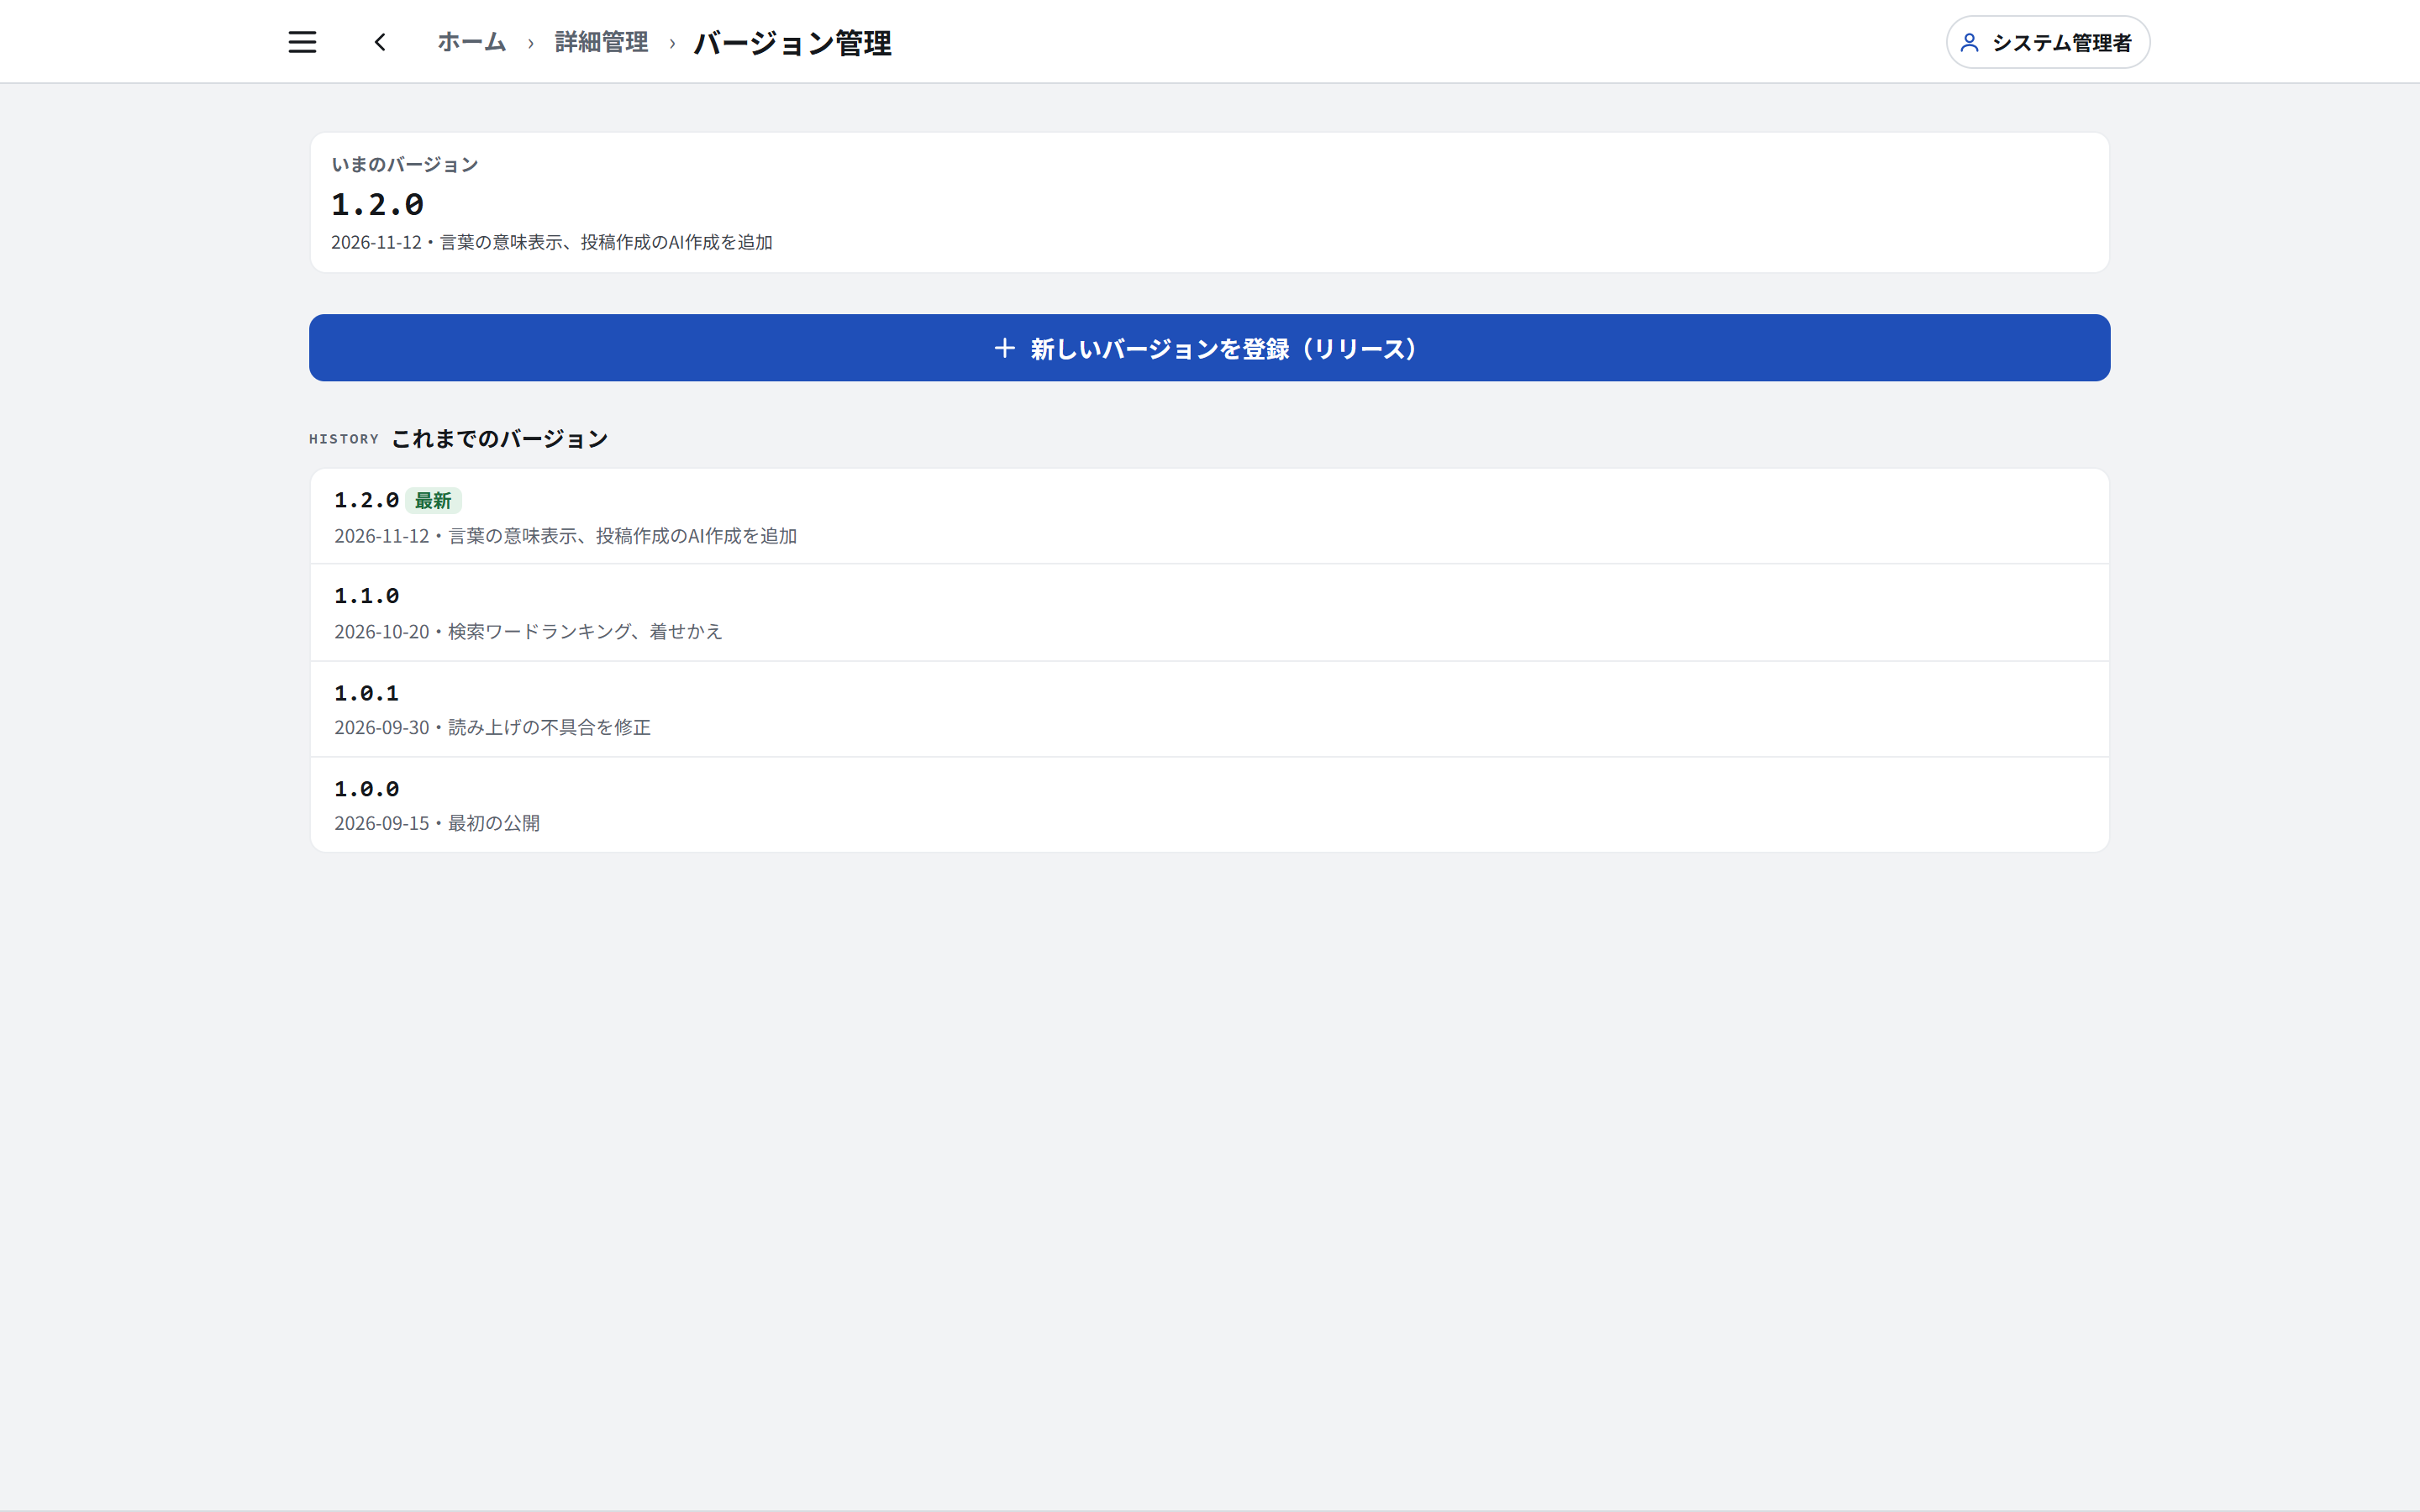 ホーム › 詳細管理 › バージョン管理
システム管理者
いまのバージョン
1.2.0
2026-11-12・言葉の意味表示、投稿作成のAI作成を追加
新しいバージョンを登録（リリース）
HISTORY これまでのバージョン
1.2.0 最新
2026-11-12・言葉の意味表示、投稿作成のAI作成を追加
1.1.0
2026-10-20・検索ワードランキング、着せかえ
1.0.1
2026-09-30・読み上げの不具合を修正
1.0.0
2026-09-15・最初の公開